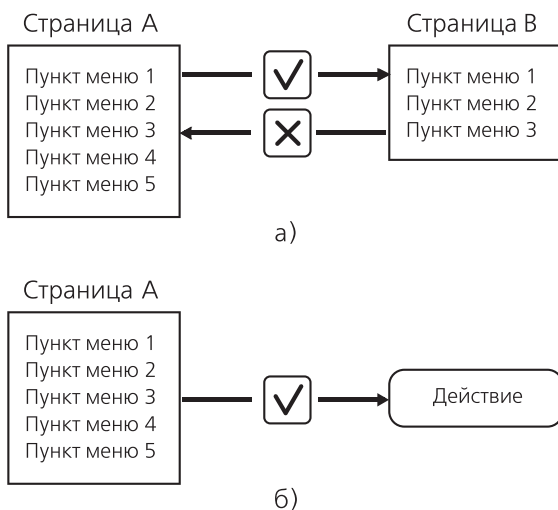 Страница А
Страница В
Пункт меню 1
Пункт меню 2
Пункт меню 3
Пункт меню 4
Пункт меню 5
Пункт меню 1
Пункт меню 2
Пункт меню 3
а)
Страница А
Пункт меню 1
Пункт меню 2
Пункт меню 3
Пункт меню 4
Пункт меню 5
Действие
б)